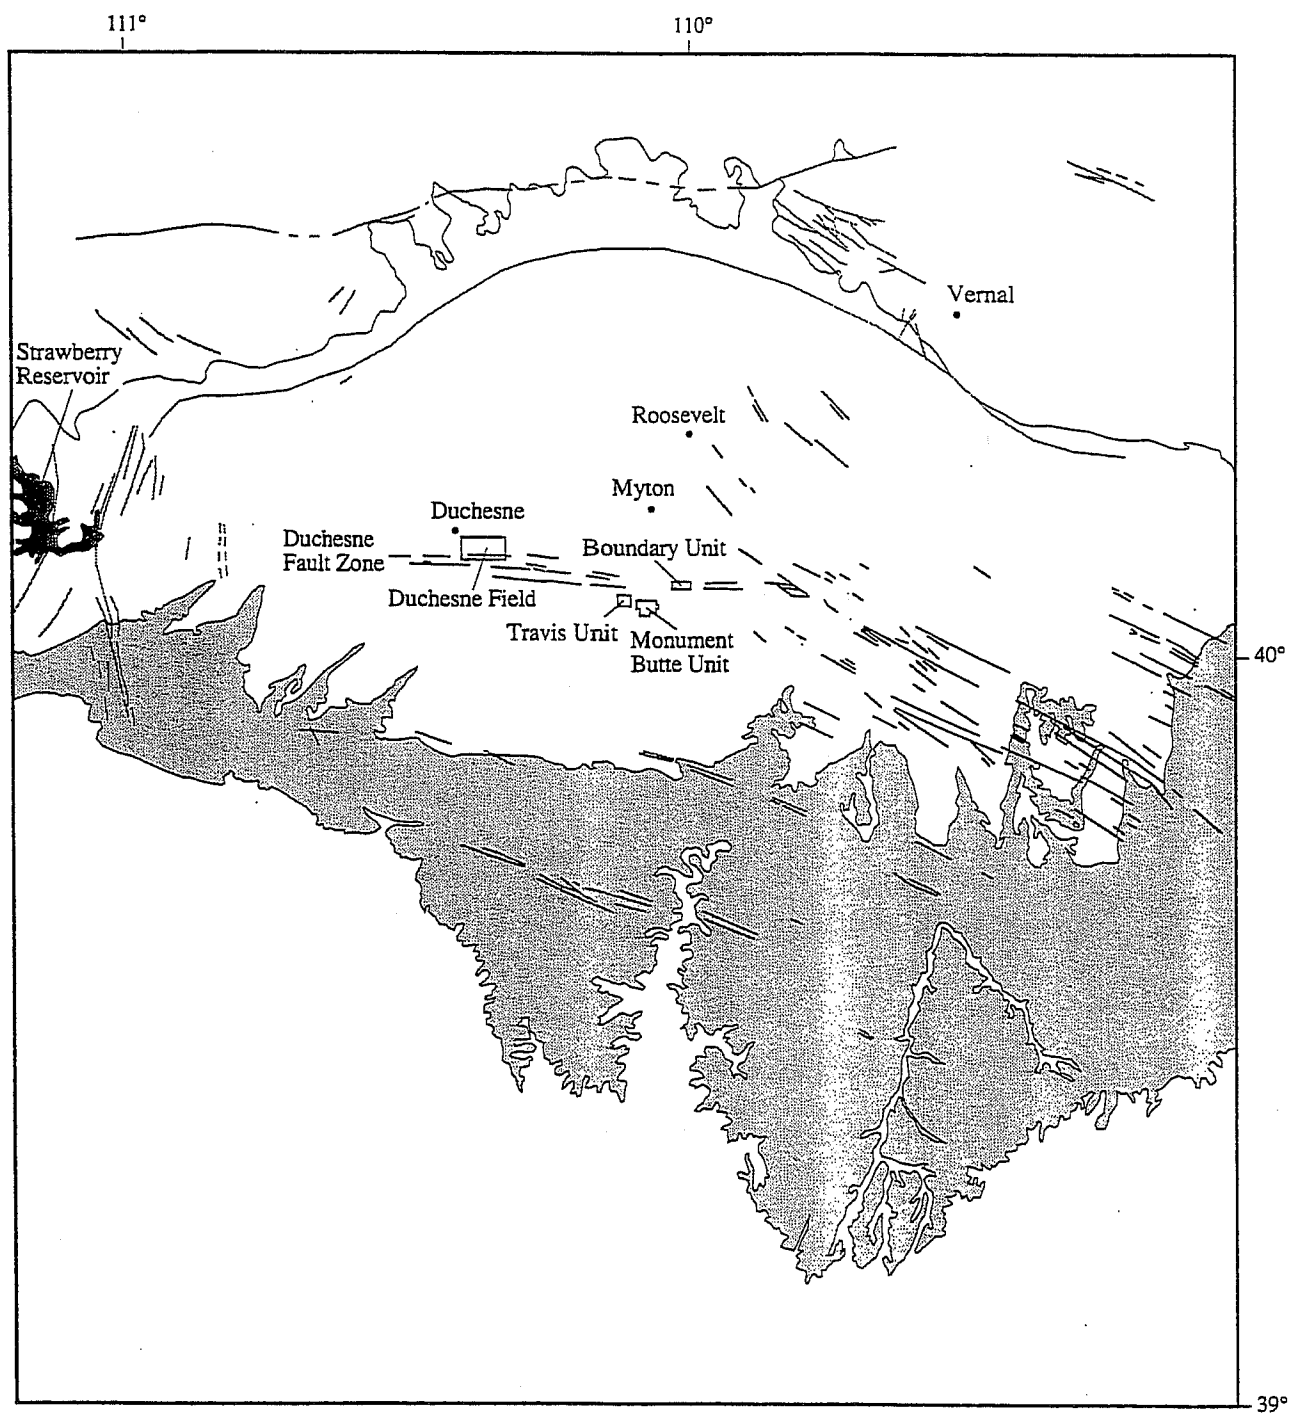 111°
110°
Vernal
Strawberry
Reservoir
Roosevelt
Myton
Duchesne
Duchesne
Fault Zone
Boundary Unit
Duchesne Field
Travis Unit
Monument
Butte Unit
40°
39°